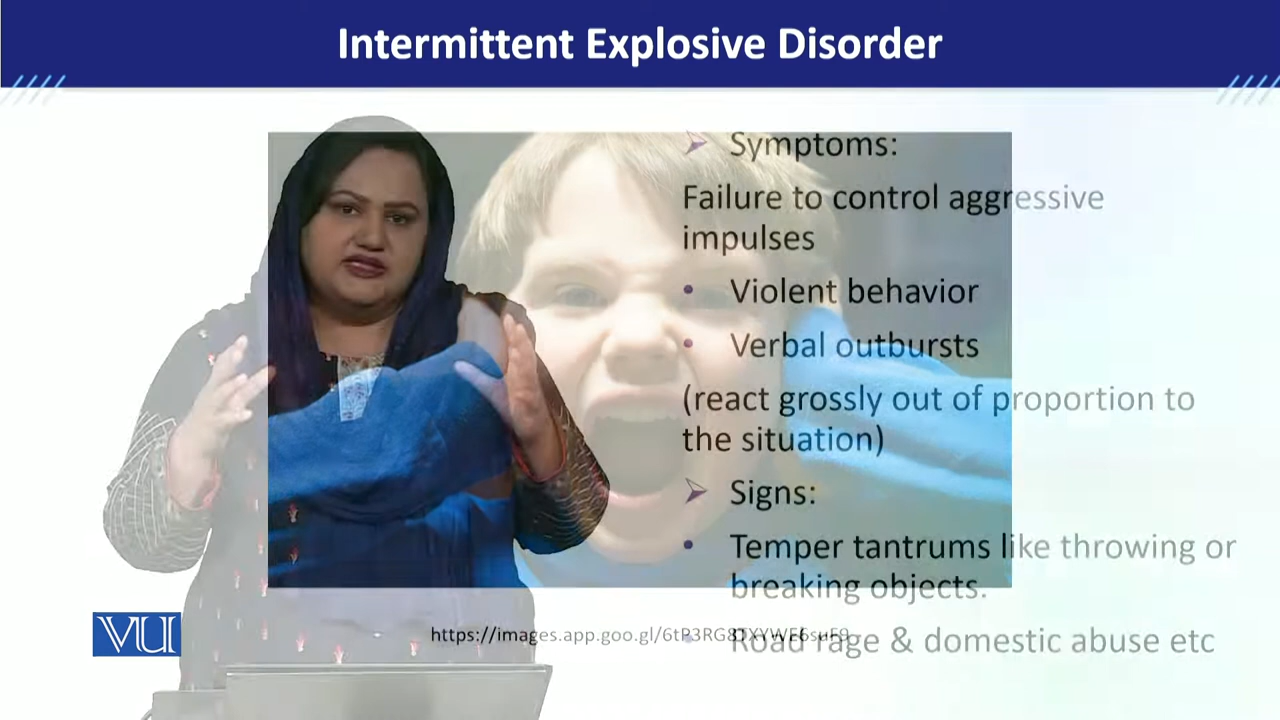 Intermittent Explosive Disorder
➢ Symptoms:
Failure to control aggressive
impulses
• Violent behavior
• Verbal outbursts
(react grossly out of proportion to
the situation)
➢ Signs:
• Temper tantrums like throwing or
breaking objects.
• Road rage & domestic abuse etc
VU